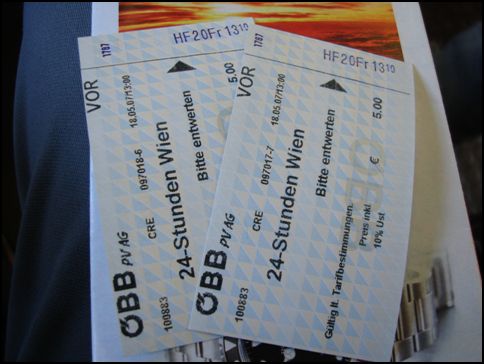 1767 HF20Fr 13¹⁰
VOR
18.05.07/13:00 5,00
097018-6 Bitte entwerten
CRE 24-Stunden Wien
ÖBB PV AG
100883
1767 HF20Fr 13¹⁰
VOR
18.05.07/13:00 € 5,00
097017-7 Bitte entwerten Preis inkl
CRE 24-Stunden Wien 10% Ust
ÖBB PV AG
100883 Gültig lt. Tarifbestimmungen.